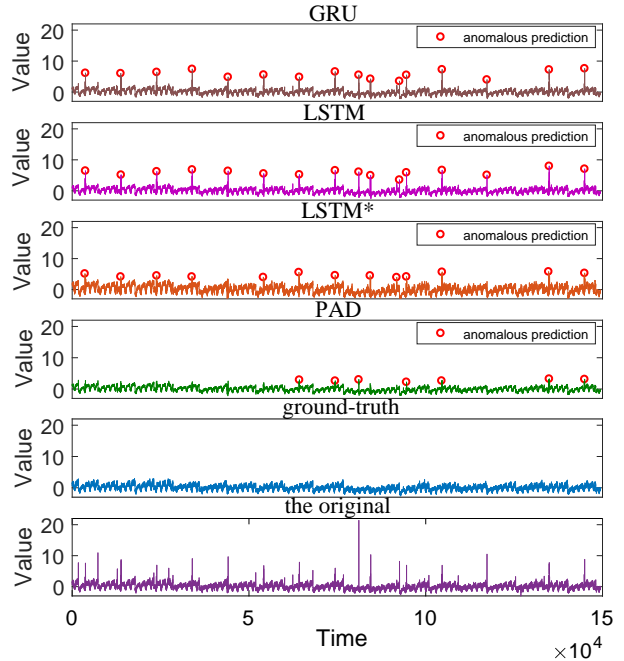 GRU
Value
20
10
0
anomalous prediction
LSTM
Value
20
10
0
anomalous prediction
LSTM*
Value
20
10
0
anomalous prediction
PAD
Value
20
10
0
anomalous prediction
ground-truth
Value
20
10
0
the original
Value
20
10
0
0 5 10 15
Time
×10⁴